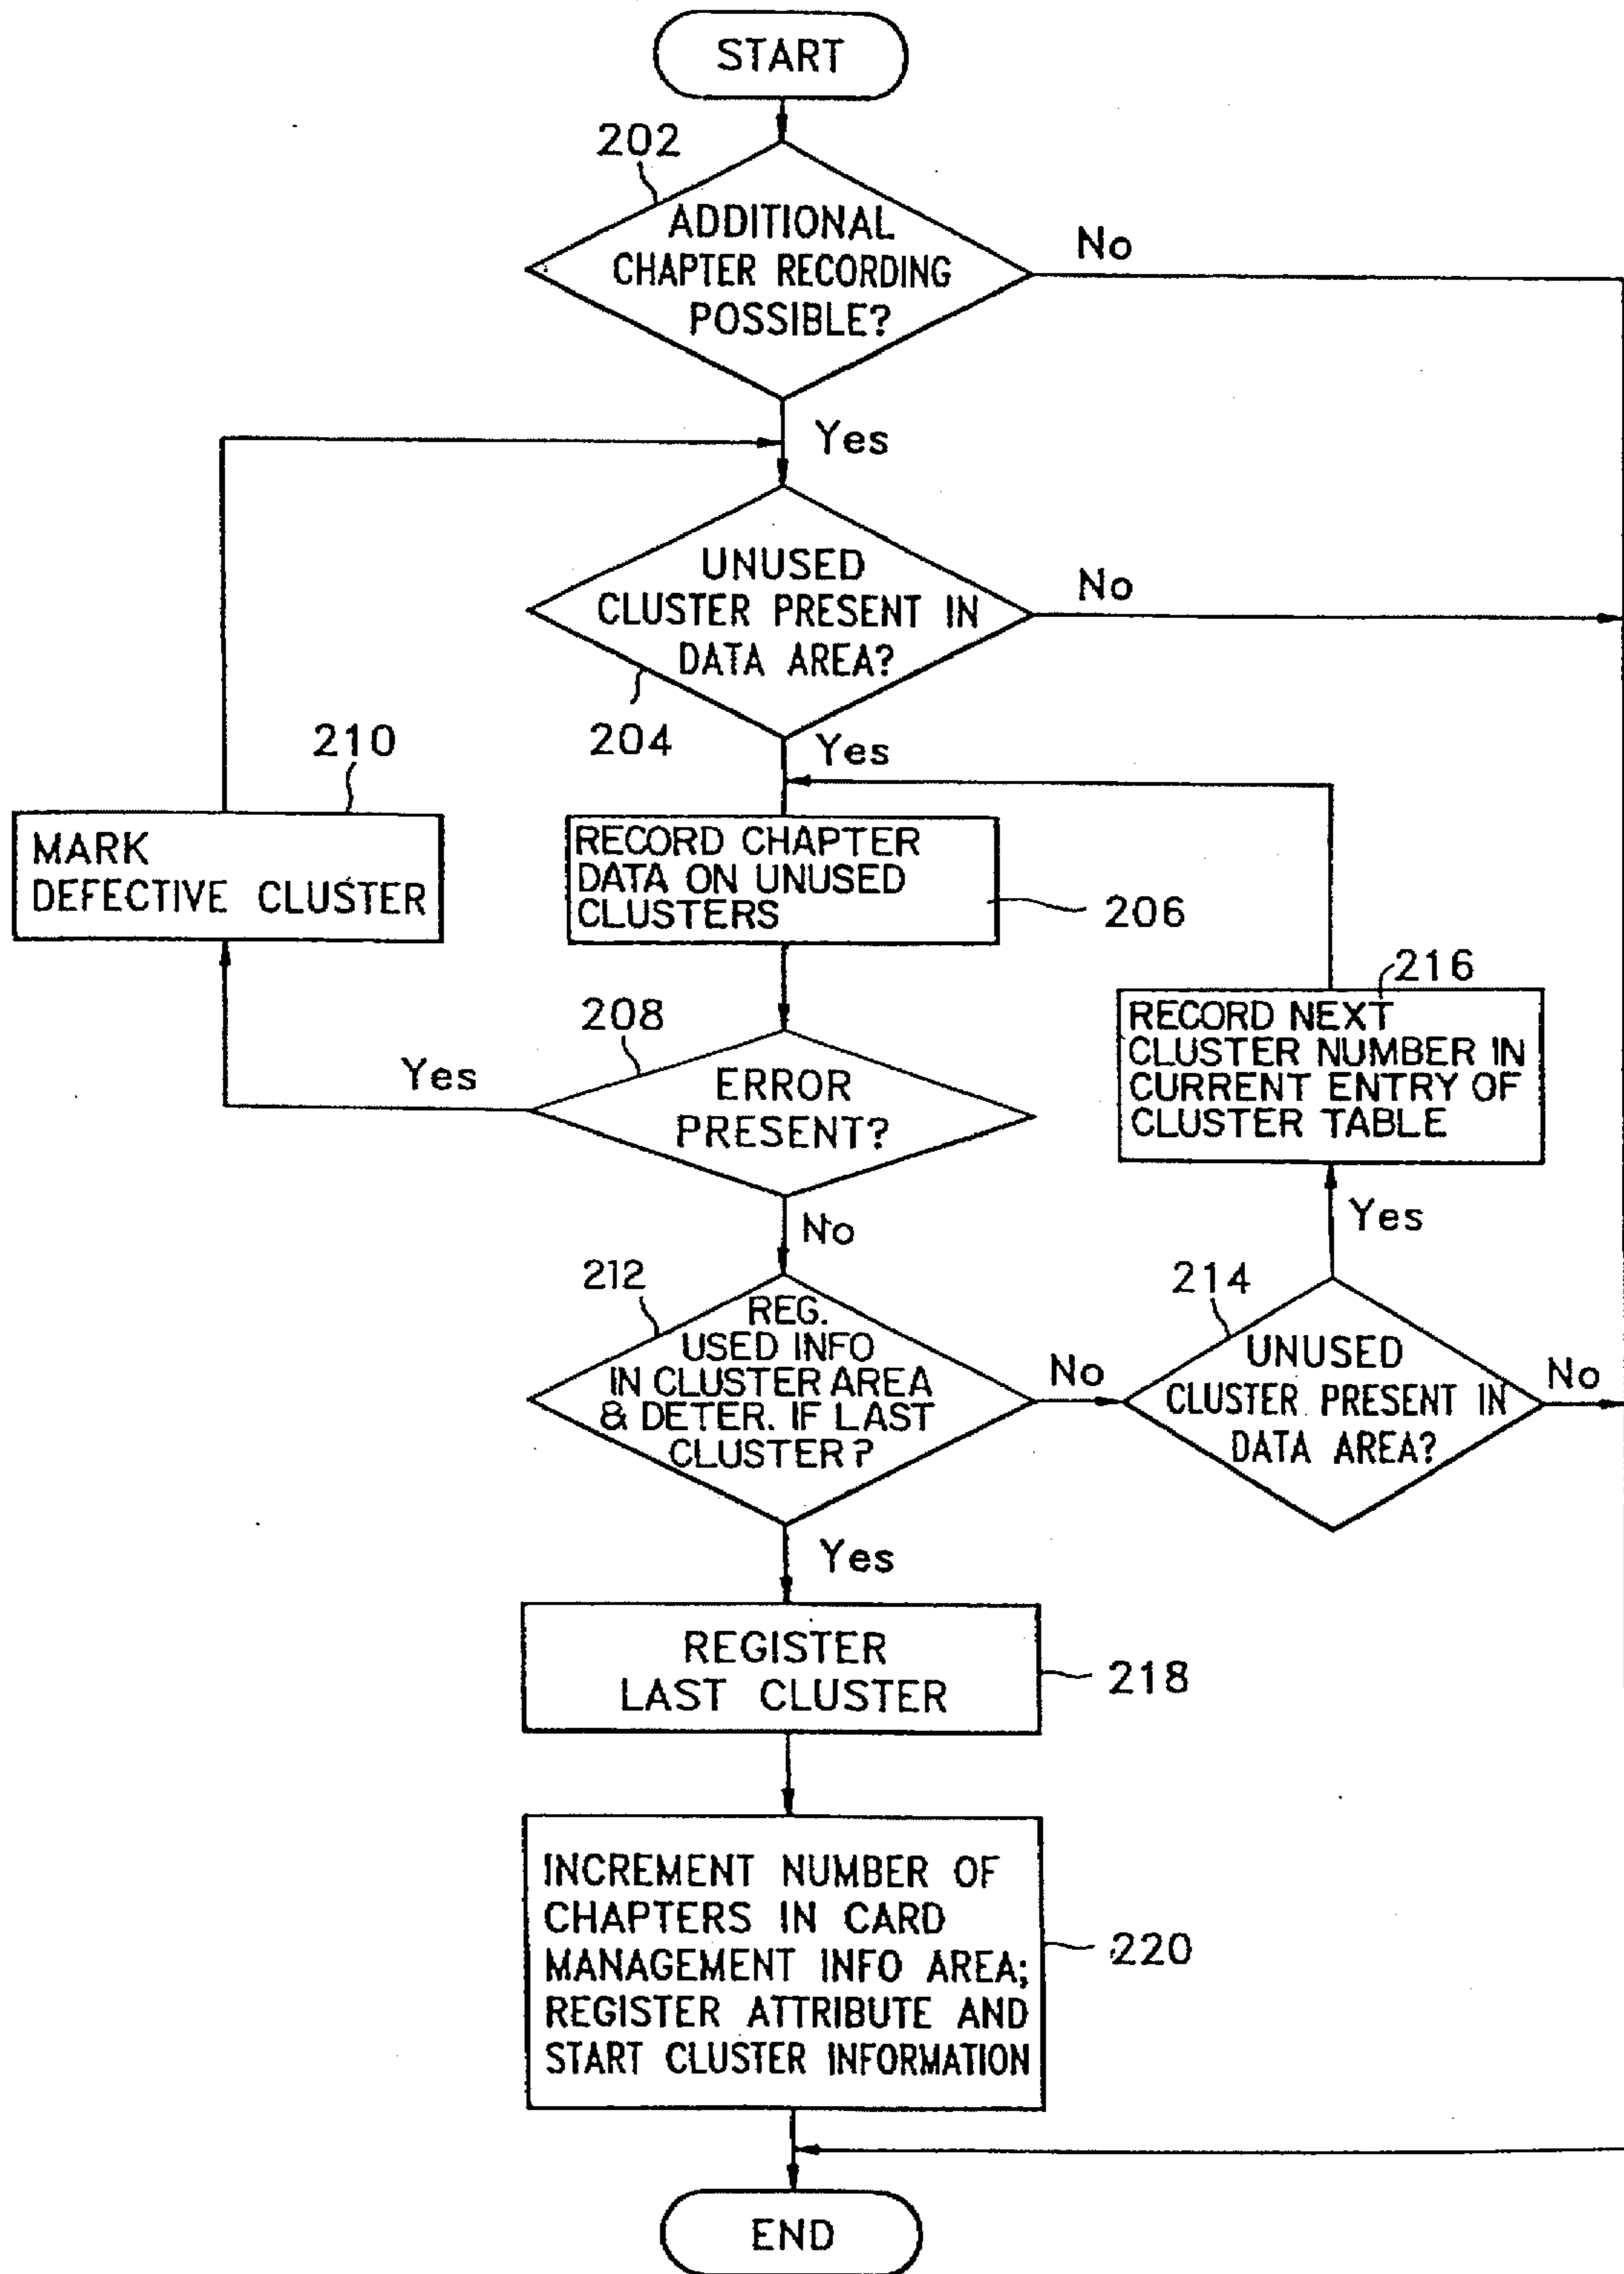 START
202
ADDITIONAL
CHAPTER RECORDING
POSSIBLE?
No
Yes
UNUSED
CLUSTER PRESENT IN
DATA AREA?
No
204
Yes
210
MARK
DEFECTIVE CLUSTER
RECORD CHAPTER
DATA ON UNUSED
CLUSTERS
206
216
RECORD NEXT
CLUSTER NUMBER IN
CURRENT ENTRY OF
CLUSTER TABLE
208
Yes
ERROR
PRESENT?
No
Yes
212
REG.
USED INFO
IN CLUSTER AREA
& DETER. IF LAST
CLUSTER?
No
214
UNUSED
CLUSTER PRESENT IN
DATA AREA?
No
Yes
REGISTER
LAST CLUSTER
218
INCREMENT NUMBER OF
CHAPTERS IN CARD
MANAGEMENT INFO AREA;
REGISTER ATTRIBUTE AND
START CLUSTER INFORMATION
220
END